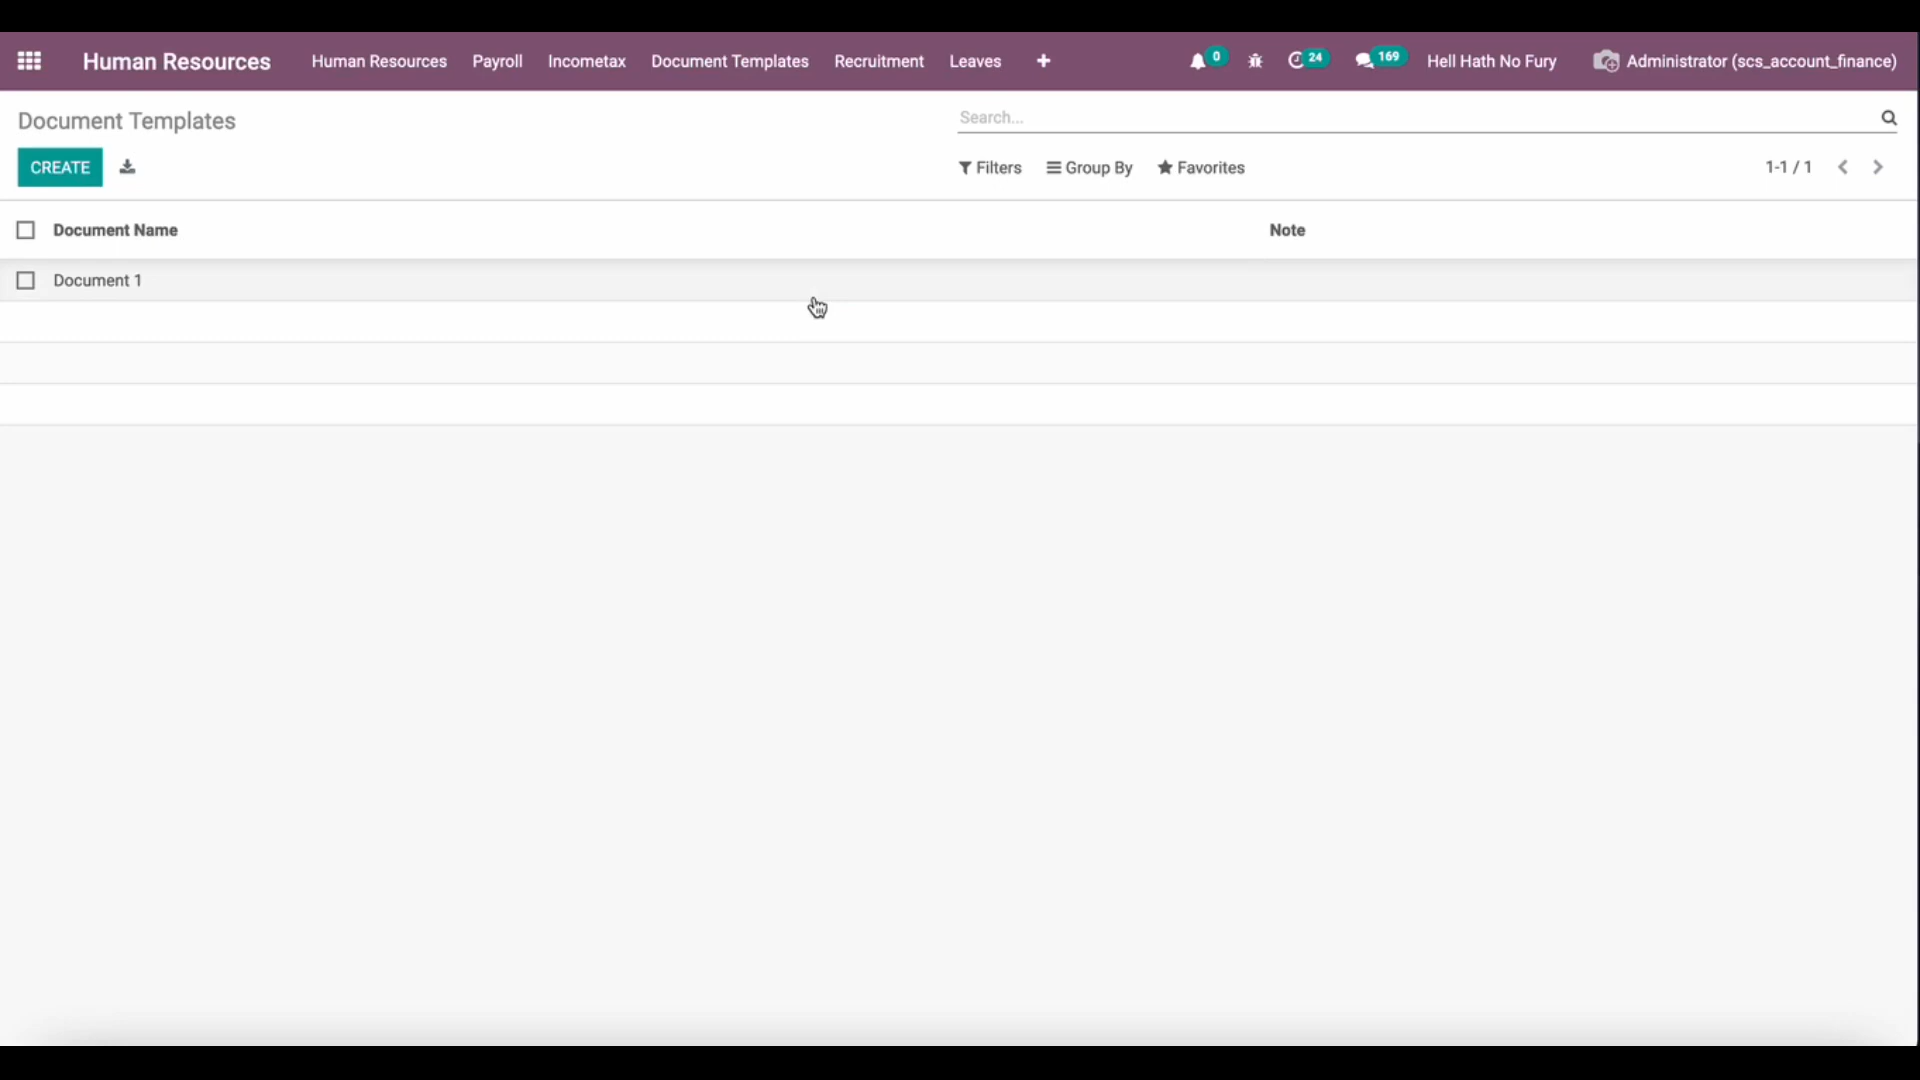 Human Resources Human Resources Payroll Incometax Document Templates Recruitment Leaves 0 24 169 Hell Hath No Fury Administrator (scs_account_finance)
Document Templates Search...
CREATE Filters Group By Favorites 1-1 / 1
Document Name Note
Document 1